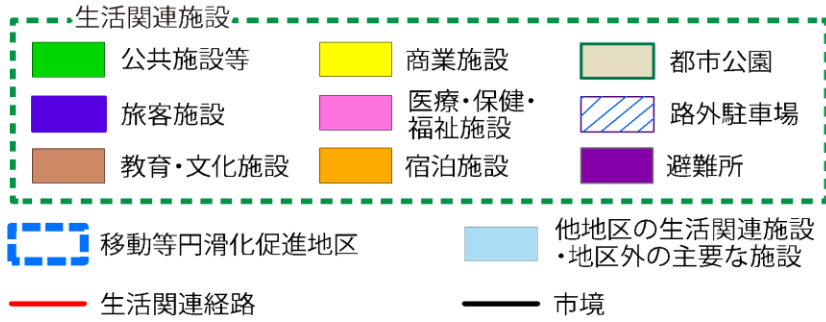 生活関連施設
公共施設等
商業施設
都市公園
旅客施設
医療・保健・
福祉施設
路外駐車場
教育・文化施設
宿泊施設
避難所
移動等円滑化促進地区
他地区の生活関連施設
・地区外の主要な施設
生活関連経路
市境